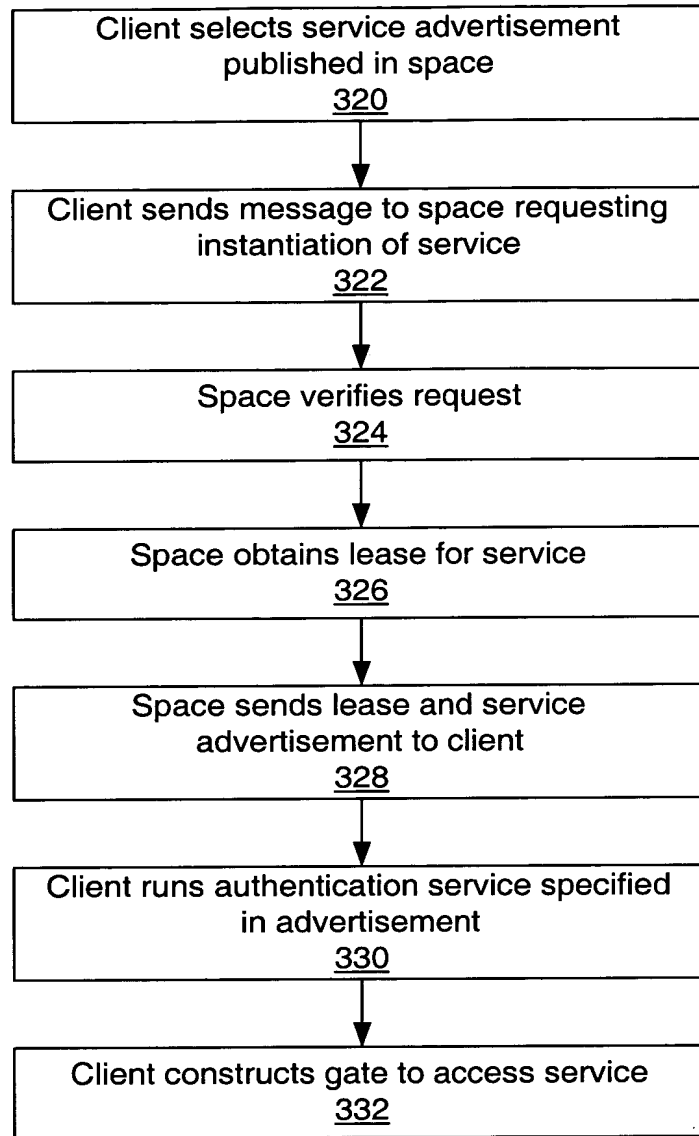 Client selects service advertisement
published in space
320
Client sends message to space requesting
instantiation of service
322
Space verifies request
324
Space obtains lease for service
326
Space sends lease and service
advertisement to client
328
Client runs authentication service specified
in advertisement
330
Client constructs gate to access service
332